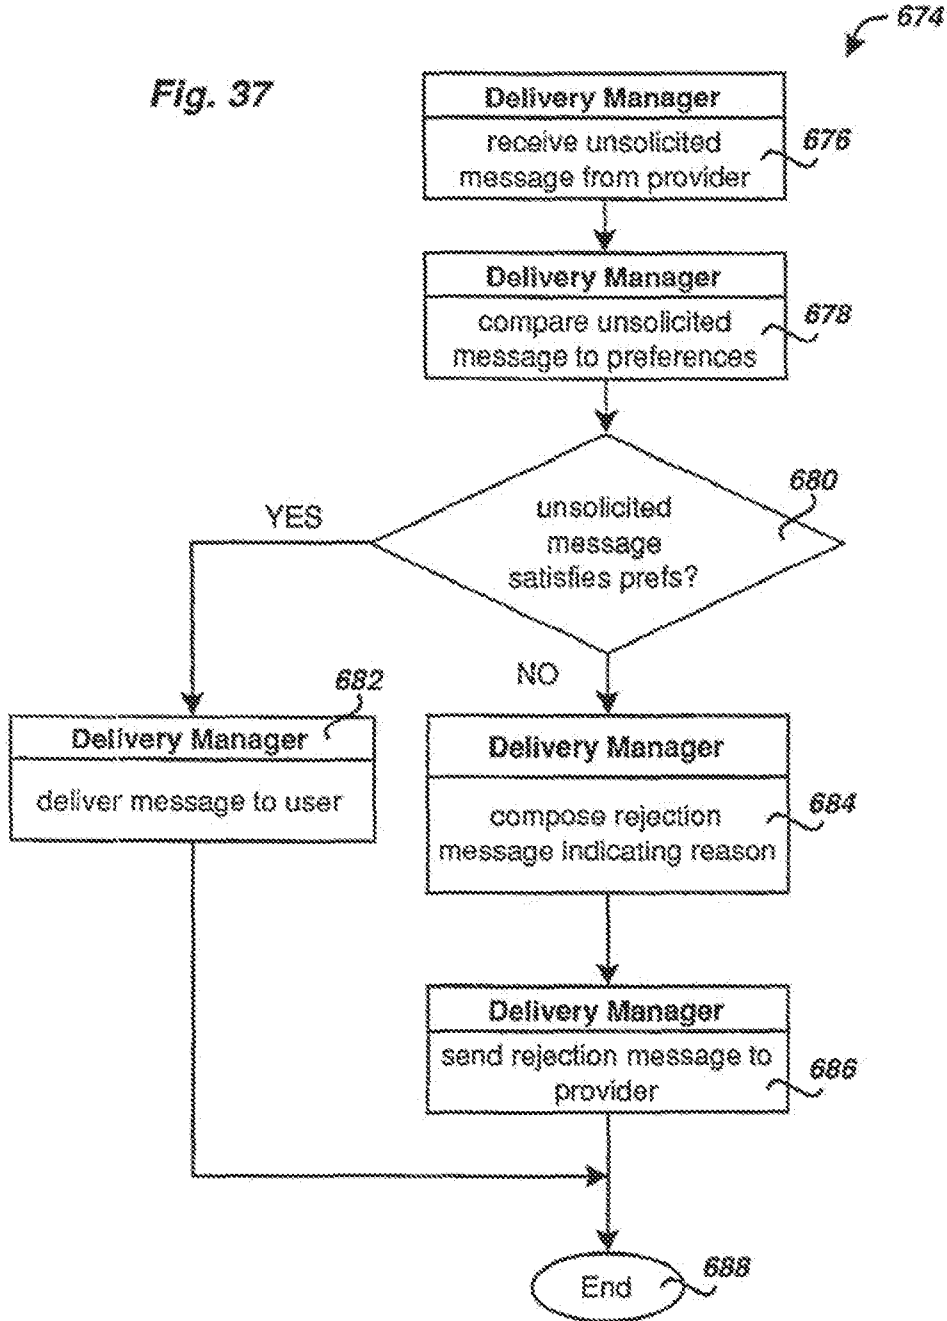 674
Fig. 37
Delivery Manager
receive unsolicited
message from provider
676
Delivery Manager
compare unsolicited
message to preferences
678
unsolicited
message
satisfies prefs?
680
YES
NO
682
Delivery Manager
deliver message to user
Delivery Manager
compose rejection
message indicating reason
684
Delivery Manager
send rejection message to
provider
686
End
688